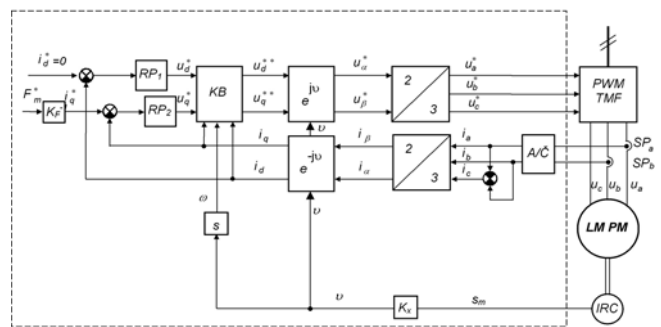 i*d =0
RP1
u*d
KB
u**d
e jυ
u*α
2
3
u*a
u*b
u*c
PWM
TMF
F*m
KF
i*q
RP2
u*q
u**q
u*β
υ
iq
id
e -jυ
iβ
iα
2
3
ia
ib
ic
A/Č
SPa
SPb
uc
ub
ua
ω
s
LM PM
υ
Kx
sm
IRC